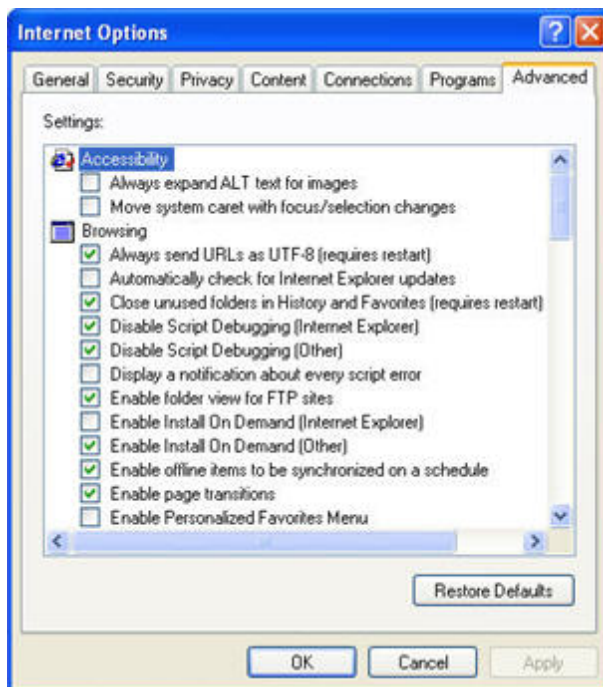 Internet Options
General Security Privacy Content Connections Programs Advanced
Settings:
Accessibility
Always expand ALT text for images
Move system caret with focus/selection changes
Browsing
Always send URLs as UTF-8 (requires restart)
Automatically check for Internet Explorer updates
Close unused folders in History and Favorites (requires restart)
Disable Script Debugging (Internet Explorer)
Disable Script Debugging (Other)
Display a notification about every script error
Enable folder view for FTP sites
Enable Install On Demand (Internet Explorer)
Enable Install On Demand (Other)
Enable offline items to be synchronized on a schedule
Enable page transitions
Enable Personalized Favorites Menu
Restore Defaults
OK Cancel Apply